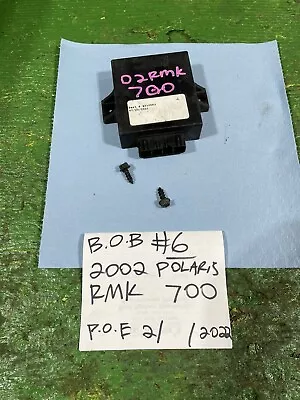 02 RMK
700
B.O.B #6
2002 POLARIS
RMK 700
P.O.E 21 / 2022